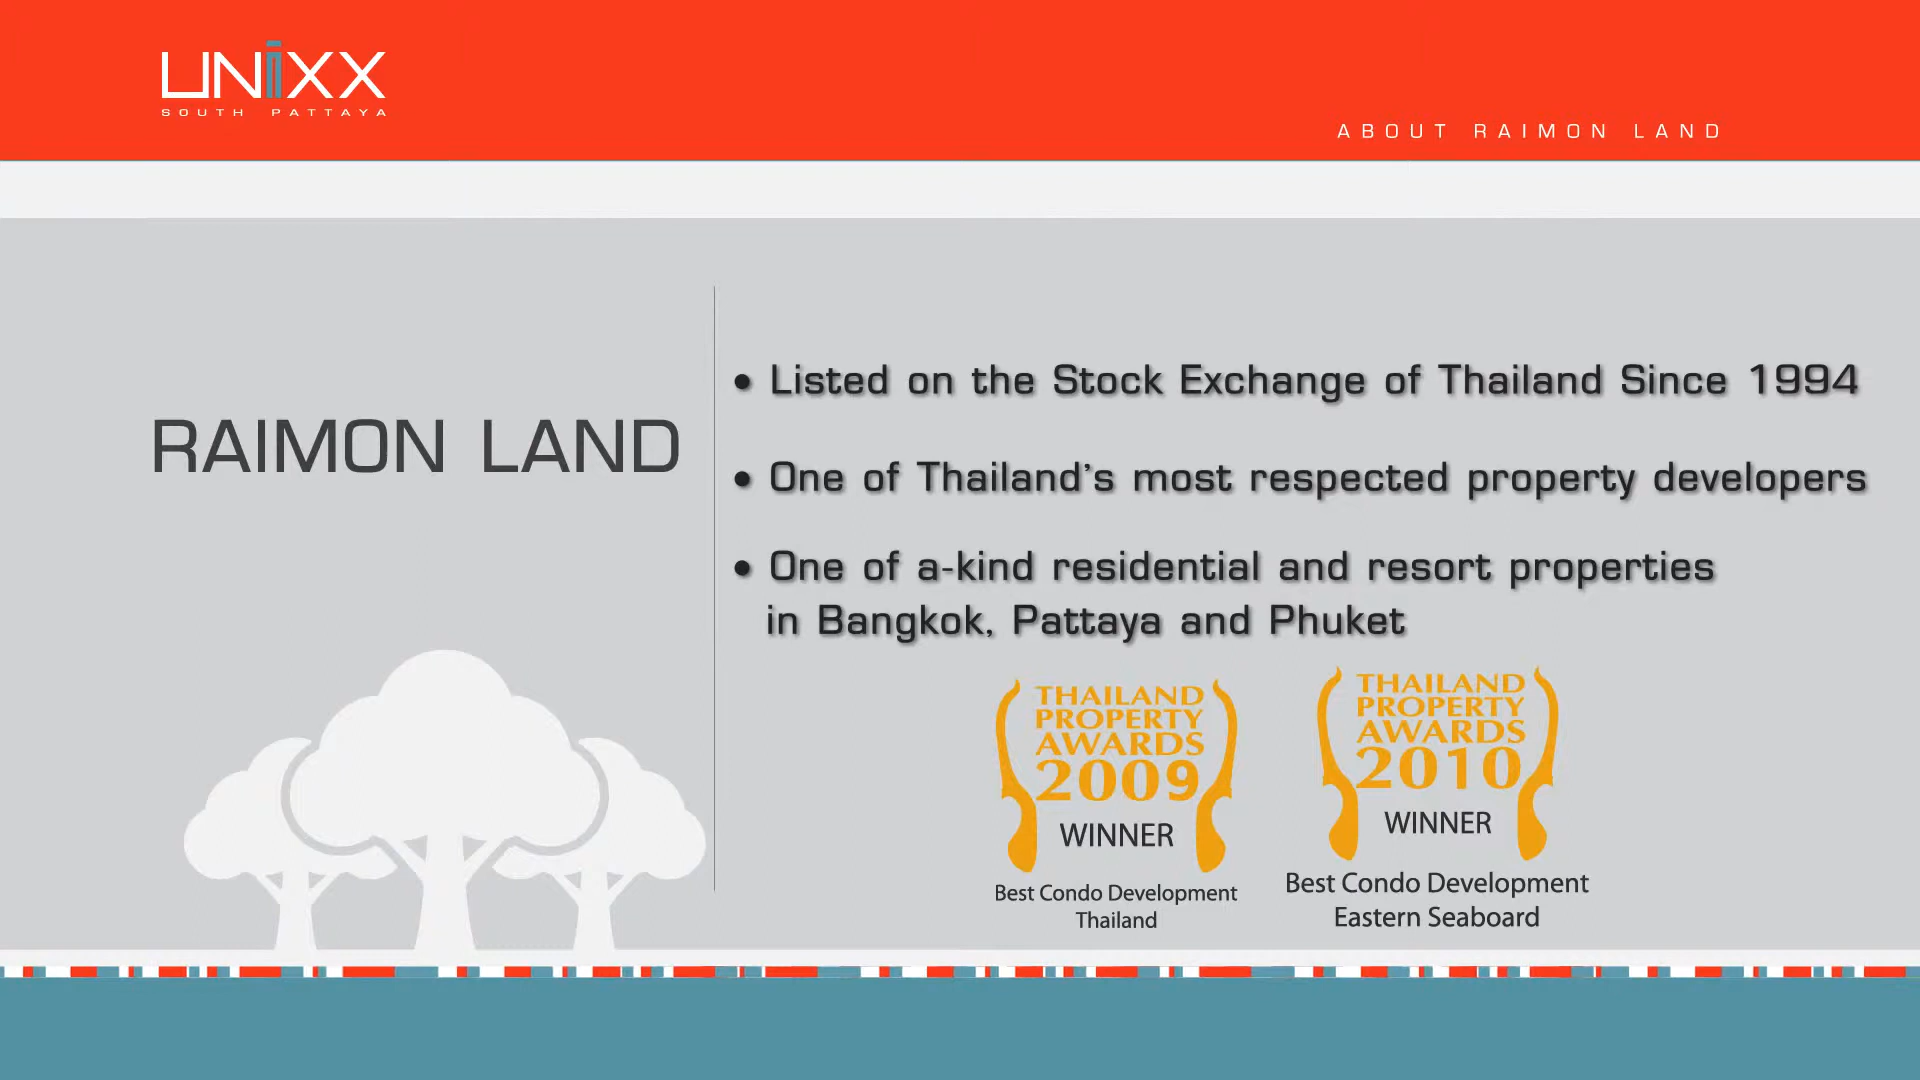 UNiXX
SOUTH PATTAYA
ABOUT RAIMON LAND
RAIMON LAND
• Listed on the Stock Exchange of Thailand Since 1994
• One of Thailand's most respected property developers
• One of a-kind residential and resort properties
in Bangkok, Pattaya and Phuket
THAILAND
PROPERTY
AWARDS
2009
WINNER
Best Condo Development
Thailand
THAILAND
PROPERTY
AWARDS
2010
WINNER
Best Condo Development
Eastern Seaboard